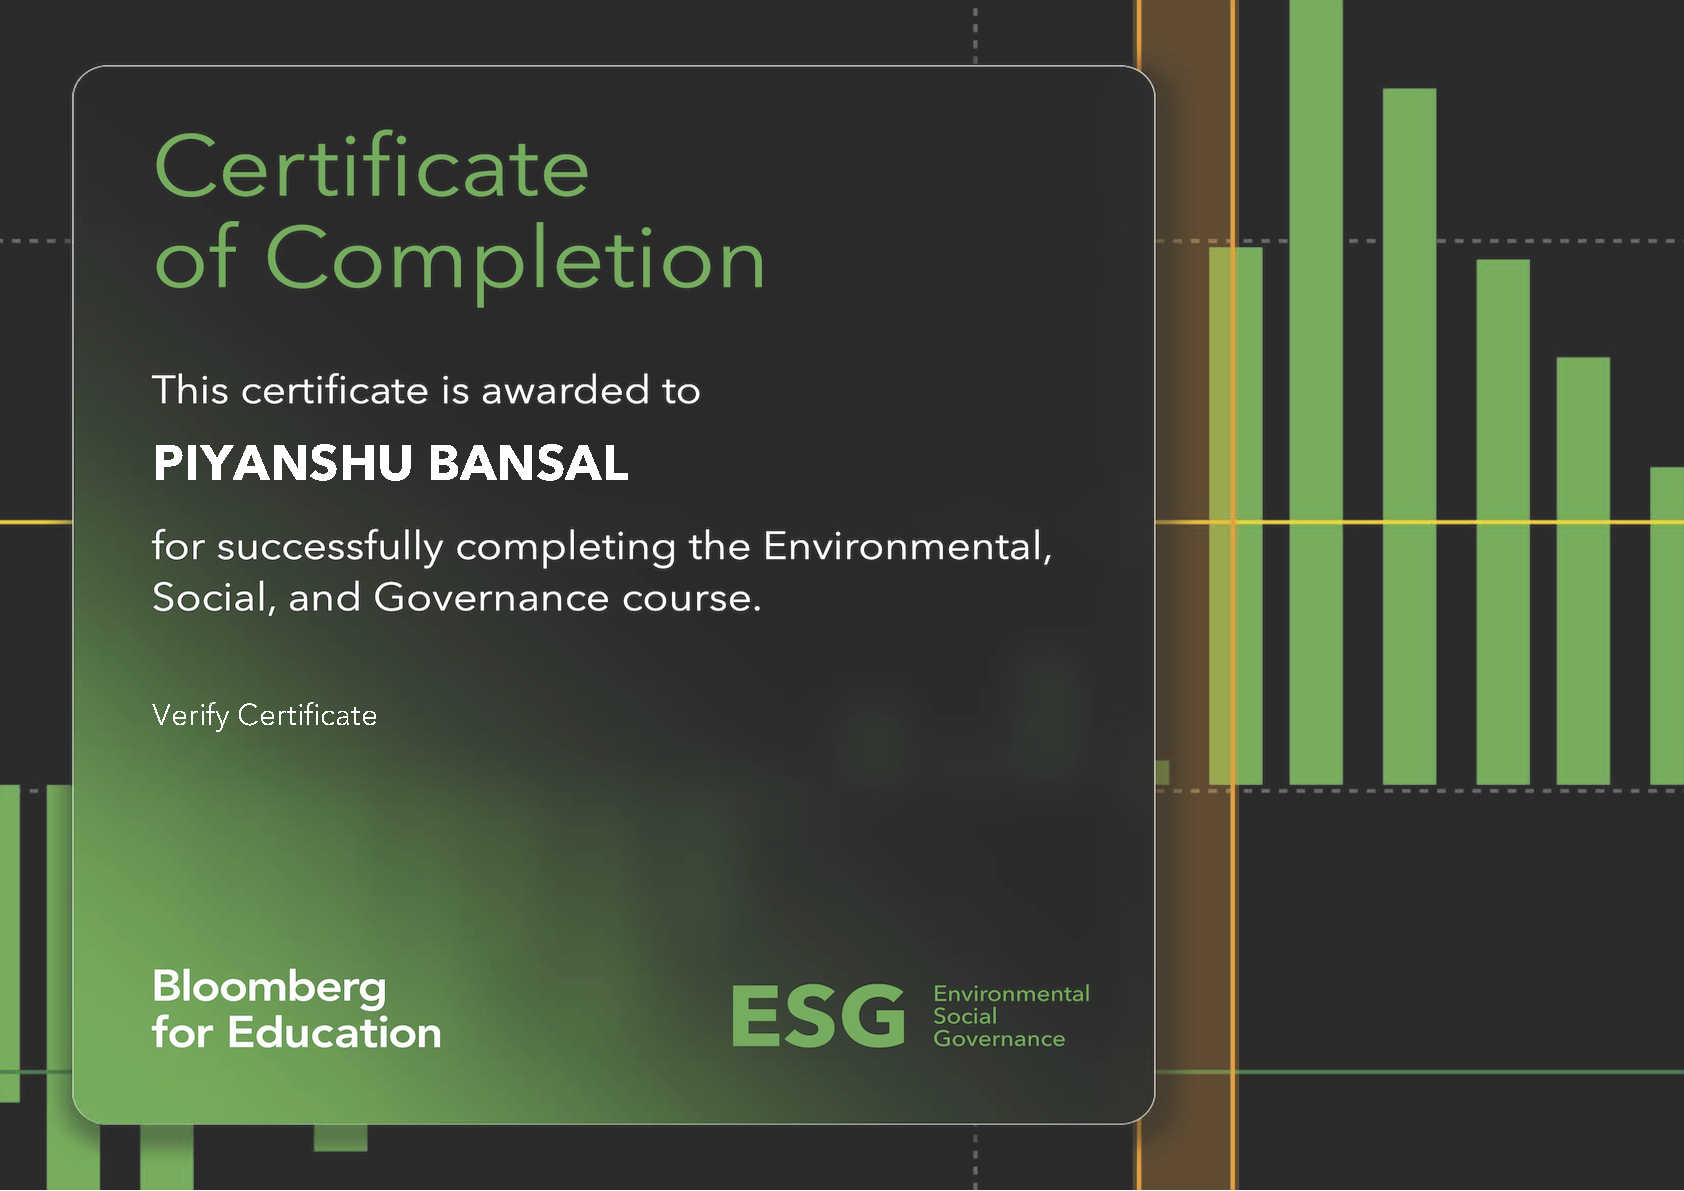 Certificate
of Completion
This certificate is awarded to
PIYANSHU BANSAL
for successfully completing the Environmental,
Social, and Governance course.
Verify Certificate
Bloomberg
for Education
ESG
Environmental
Social
Governance